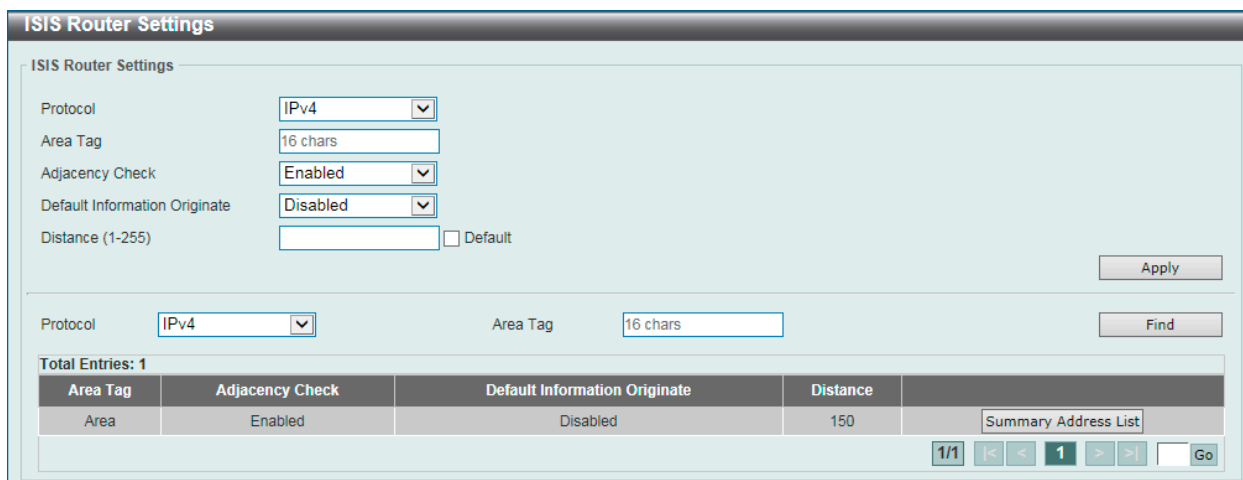 ISIS Router Settings
ISIS Router Settings
Protocol IPv4
Area Tag 16 chars
Adjacency Check Enabled
Default Information Originate Disabled
Distance (1-255) Default
Apply
Protocol IPv4 Area Tag 16 chars Find
Total Entries: 1
Area Tag Adjacency Check Default Information Originate Distance
Area Enabled Disabled 150 Summary Address List
1/1 |< < 1 > >| Go